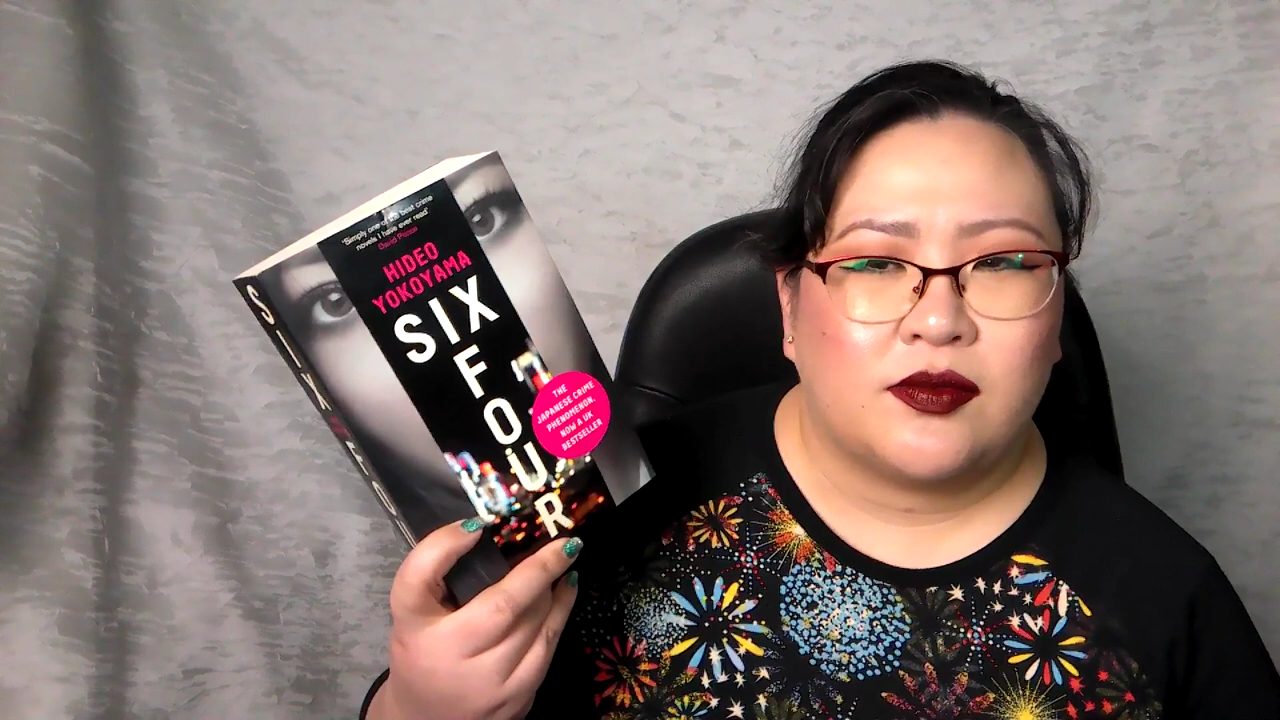 "Simply one of the best crime
novels I have ever read"
David Peace
HIDEO
YOKOYAMA
SIX
FOUR
THE
JAPANESE CRIME
PHENOMENON.
NOW A UK
BESTSELLER
SIX FOU